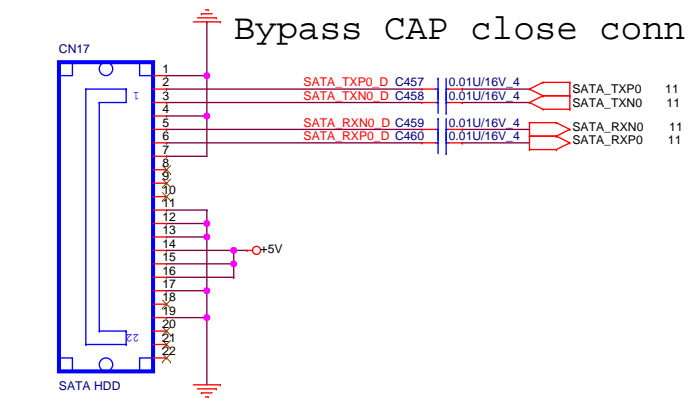 Bypass CAP close conn
CN17
1
2 SATA_TXP0_D C457 0.01U/16V_4 SATA_TXP0 11
3 SATA_TXN0_D C458 0.01U/16V_4 SATA_TXN0 11
4
5 SATA_RXN0_D C459 0.01U/16V_4 SATA_RXN0 11
6 SATA_RXP0_D C460 0.01U/16V_4 SATA_RXP0 11
7
8
9
10
11
12
13
14 +5V
15
16
17
18
19
20
21
22
1
22
SATA HDD